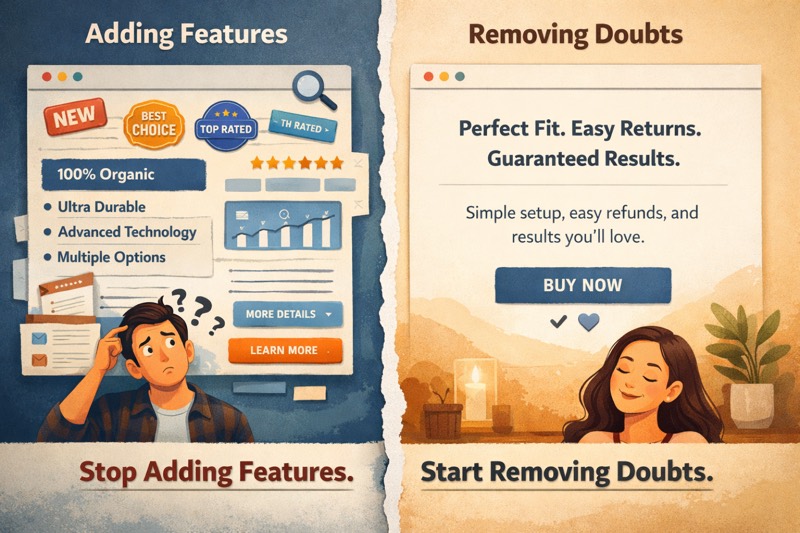 Adding Features
NEW
BEST
CHOICE
TOP RATED
TH RATED
100% Organic
• Ultra Durable
• Advanced Technology
• Multiple Options
MORE DETAILS
LEARN MORE
???
Stop Adding Features.
Removing Doubts
Perfect Fit. Easy Returns.
Guaranteed Results.
Simple setup, easy refunds, and
results you'll love.
BUY NOW
Start Removing Doubts.